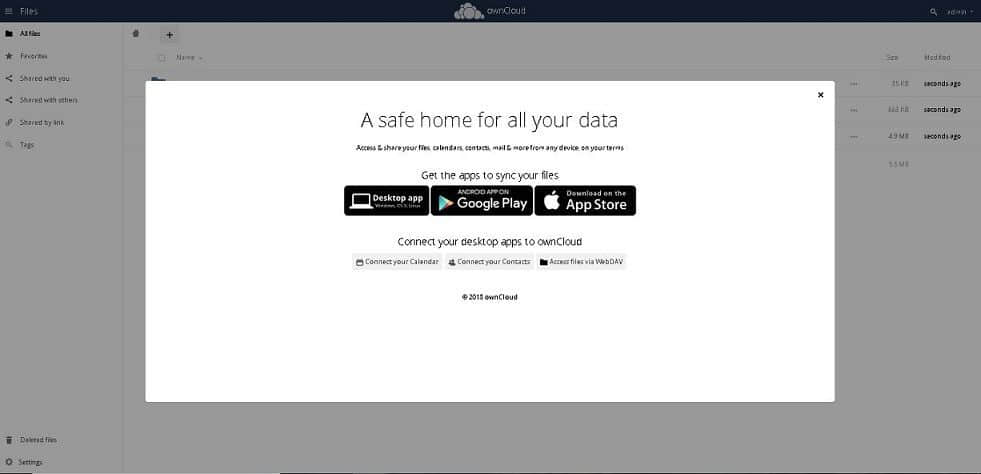 Files
ownCloud
admin
All files
Favorites
Shared with you
Shared with others
Shared by link
Tags
+
Name
Size
Modified
35 KB
seconds ago
663 KB
seconds ago
4.9 MB
seconds ago
5.5 MB
A safe home for all your data
Access & share your files, calendars, contacts, mail & more from any device, on your terms
Get the apps to sync your files
Desktop app
Windows, OS X, Linux
ANDROID APP ON
Google Play
Download on the
App Store
Connect your desktop apps to ownCloud
Connect your Calendar
Connect your Contacts
Access files via WebDAV
© 2018 ownCloud
Deleted files
Settings